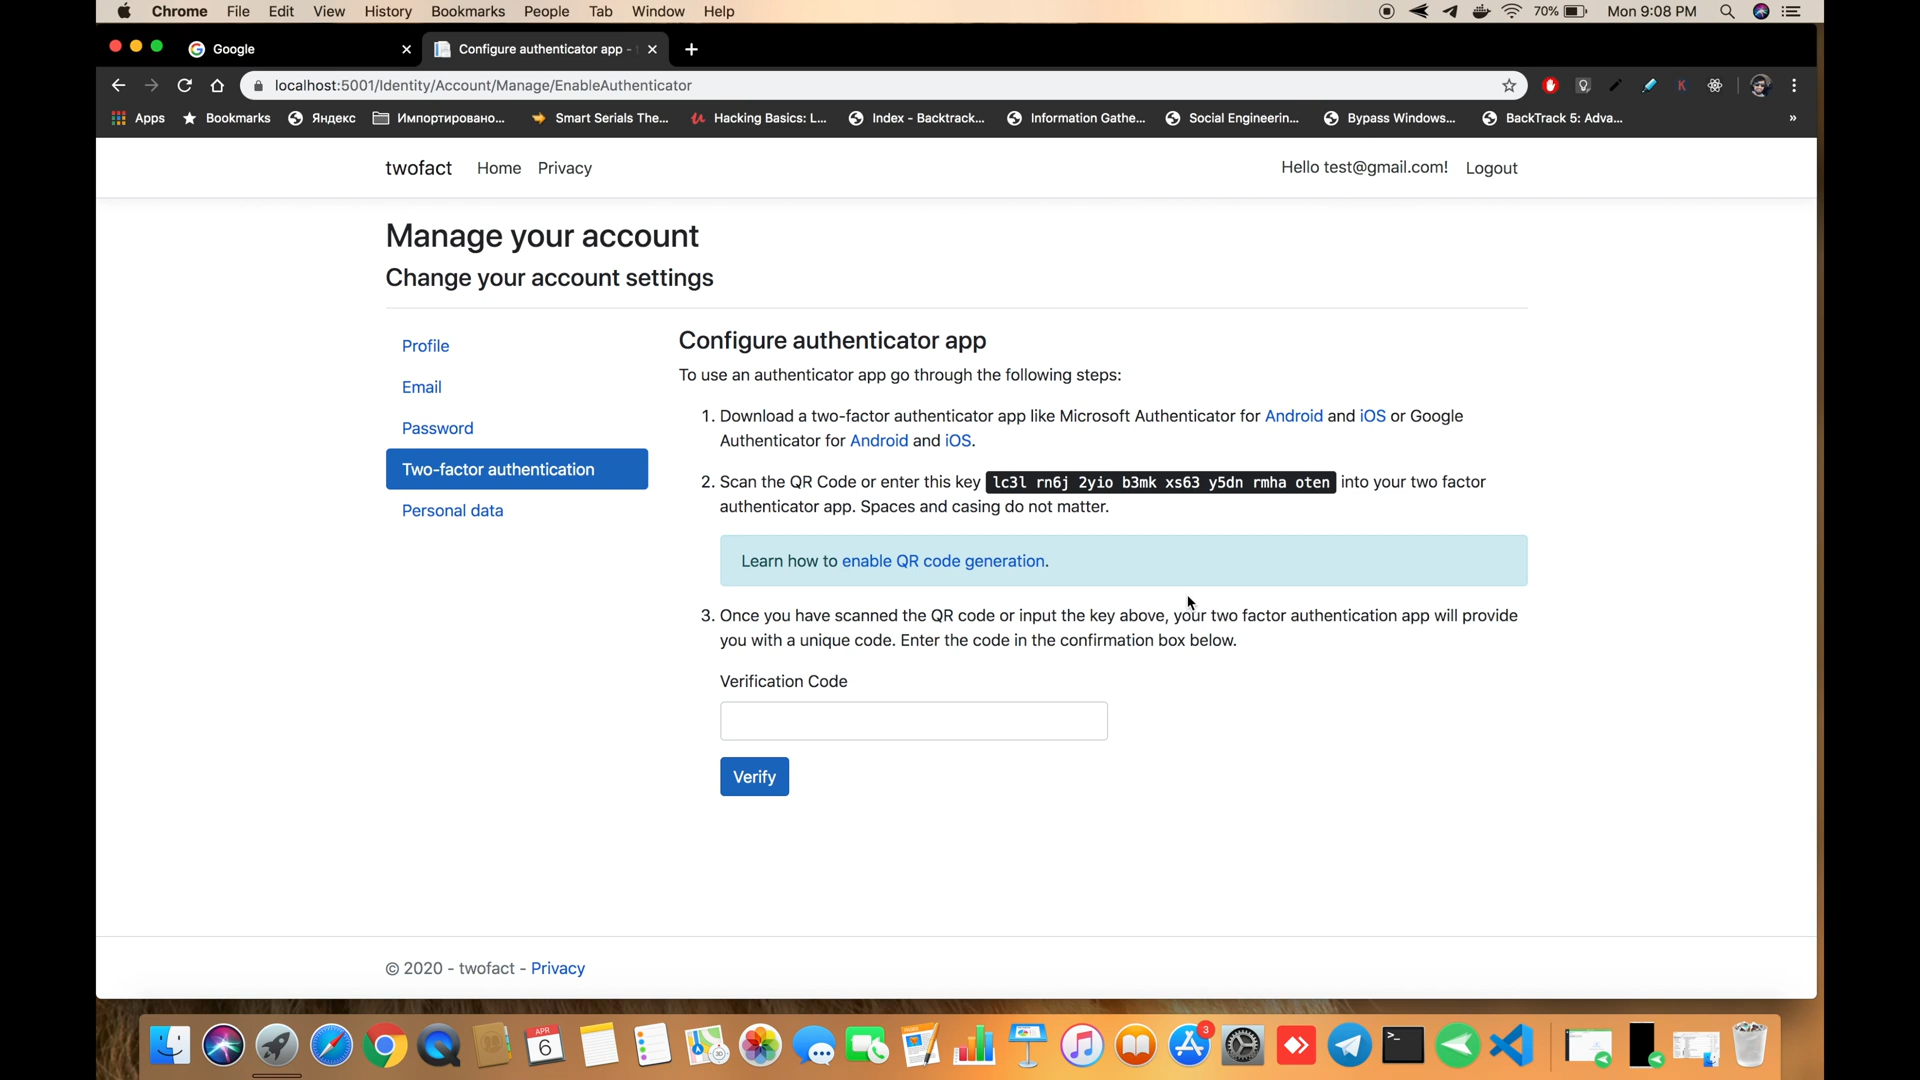 Chrome File Edit View History Bookmarks People Tab Window Help 70% Mon 9:08 PM
Google Configure authenticator app -
localhost:5001/Identity/Account/Manage/EnableAuthenticator
Apps Bookmarks Яндекс Импортировано... Smart Serials The... Hacking Basics: L... Index - Backtrack... Information Gathe... Social Engineerin... Bypass Windows... BackTrack 5: Adva... »
twofact Home Privacy Hello test@gmail.com! Logout
Manage your account
Change your account settings
Profile
Email
Password
Two-factor authentication
Personal data
Configure authenticator app
To use an authenticator app go through the following steps:
1. Download a two-factor authenticator app like Microsoft Authenticator for Android and iOS or Google
Authenticator for Android and iOS.
2. Scan the QR Code or enter this key lc3l rn6j 2yio b3mk xs63 y5dn rmha oten into your two factor
authenticator app. Spaces and casing do not matter.
Learn how to enable QR code generation.
3. Once you have scanned the QR code or input the key above, your two factor authentication app will provide
you with a unique code. Enter the code in the confirmation box below.
Verification Code
Verify
© 2020 - twofact - Privacy
APR
6
3